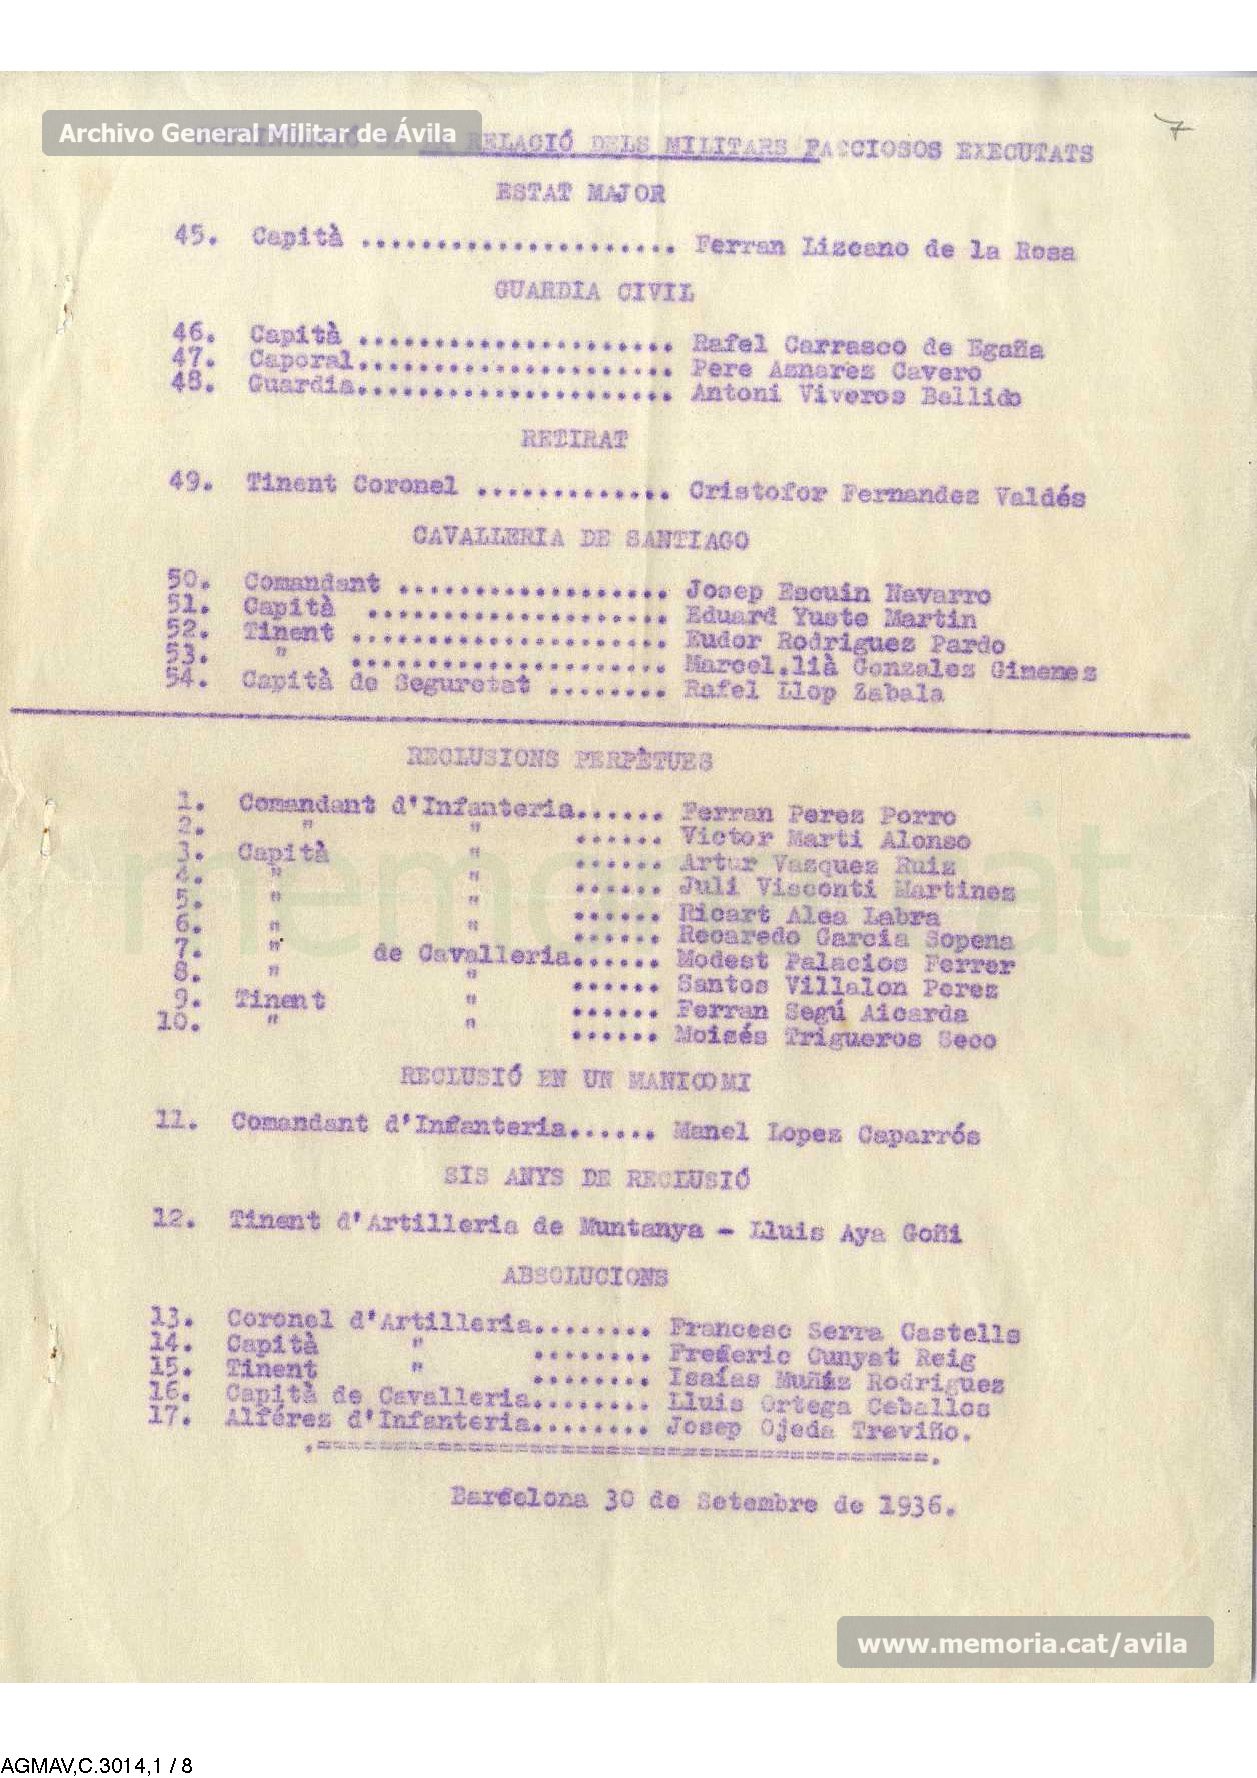 Archivo General Militar de Ávila
7
RELACIÓ DELS MILITARS FACCIOSOS EXECUTATS
ESTAT MAJOR
45. Capità ..................... Ferran Lizcano de la Rosa
GUARDIA CIVIL
46. Capità ..................... Rafel Carrasco de Egaña
47. Caporal..................... Pere Aznarez Cavero
48. Guardia..................... Antoni Viveros Bellido
RETIRAT
49. Tinent Coronel ............. Cristofor Fernandez Valdés
CAVALLERIA DE SANTIAGO
50. Comandant .................. Josep Escuin Navarro
51. Capità .................... Eduard Yuste Martin
52. Tinent ..................... Eudor Rodriguez Pardo
53. " ..................... Marcel.lià Gonzales Gimenes
54. Capità de Seguretat ........ Rafel Llop Zabala
RECLUSIONS PERPÈTUES
1. Comandant d'Infanteria...... Ferran Perez Porro
2. " " ...... Victor Marti Alonso
3. Capità " ...... Artur Vazquez Ruiz
4. " " ...... Juli Visconti Martinez
5. " " ...... Ricart Alea Labra
6. " " ...... Recaredo Garcia Sopena
7. " de Cavalleria...... Modest Palacios Ferrer
8. " " ...... Santos Villalon Perez
9. Tinent " ...... Ferran Segú Aicarda
10. " " ...... Moisés Trigueros Seco
RECLUSIÓ EN UN MANICOMI
11. Comandant d'Infanteria...... Manel Lopez Caparrós
SIS ANYS DE RECLUSIÓ
12. Tinent d'Artilleria de Muntanya - Lluis Aya Goñi
ABSOLUCIONS
13. Coronel d'Artilleria........ Francesc Serra Castells
14. Capità " ........ Frederic Cunyat Reig
15. Tinent " ........ Isaías Muñiz Rodriguez
16. Capità de Cavalleria........ Lluis Ortega Ceballos
17. Alférez d'Infanteria........ Josep Ojeda Treviño.
Barcelona 30 de Setembre de 1936.
www.memoria.cat/avila
AGMAV,C.3014,1 / 8